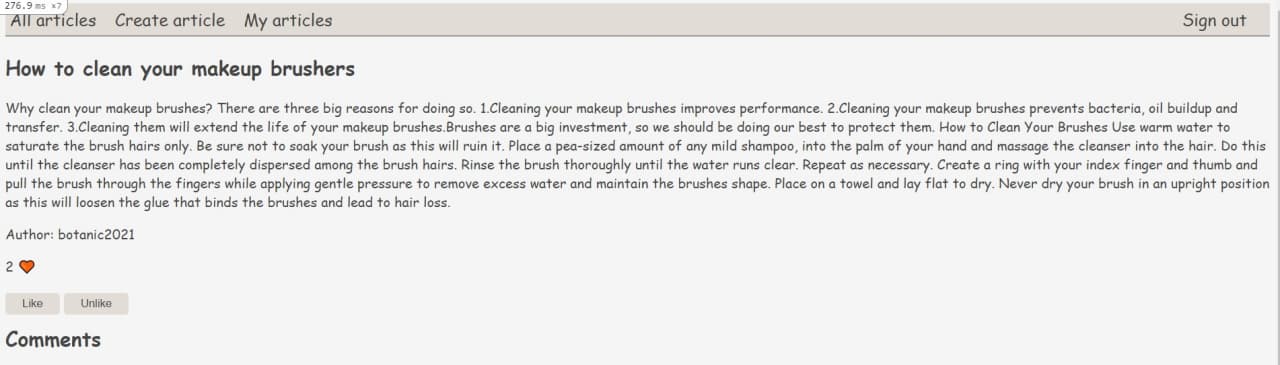 276.9 ms ×7
All articles Create article My articles Sign out
How to clean your makeup brushers
Why clean your makeup brushes? There are three big reasons for doing so. 1.Cleaning your makeup brushes improves performance. 2.Cleaning your makeup brushes prevents bacteria, oil buildup and
transfer. 3.Cleaning them will extend the life of your makeup brushes.Brushes are a big investment, so we should be doing our best to protect them. How to Clean Your Brushes Use warm water to
saturate the brush hairs only. Be sure not to soak your brush as this will ruin it. Place a pea-sized amount of any mild shampoo, into the palm of your hand and massage the cleanser into the hair. Do this
until the cleanser has been completely dispersed among the brush hairs. Rinse the brush thoroughly until the water runs clear. Repeat as necessary. Create a ring with your index finger and thumb and
pull the brush through the fingers while applying gentle pressure to remove excess water and maintain the brushes shape. Place on a towel and lay flat to dry. Never dry your brush in an upright position
as this will loosen the glue that binds the brushes and lead to hair loss.
Author: botanic2021
2
Like Unlike
Comments